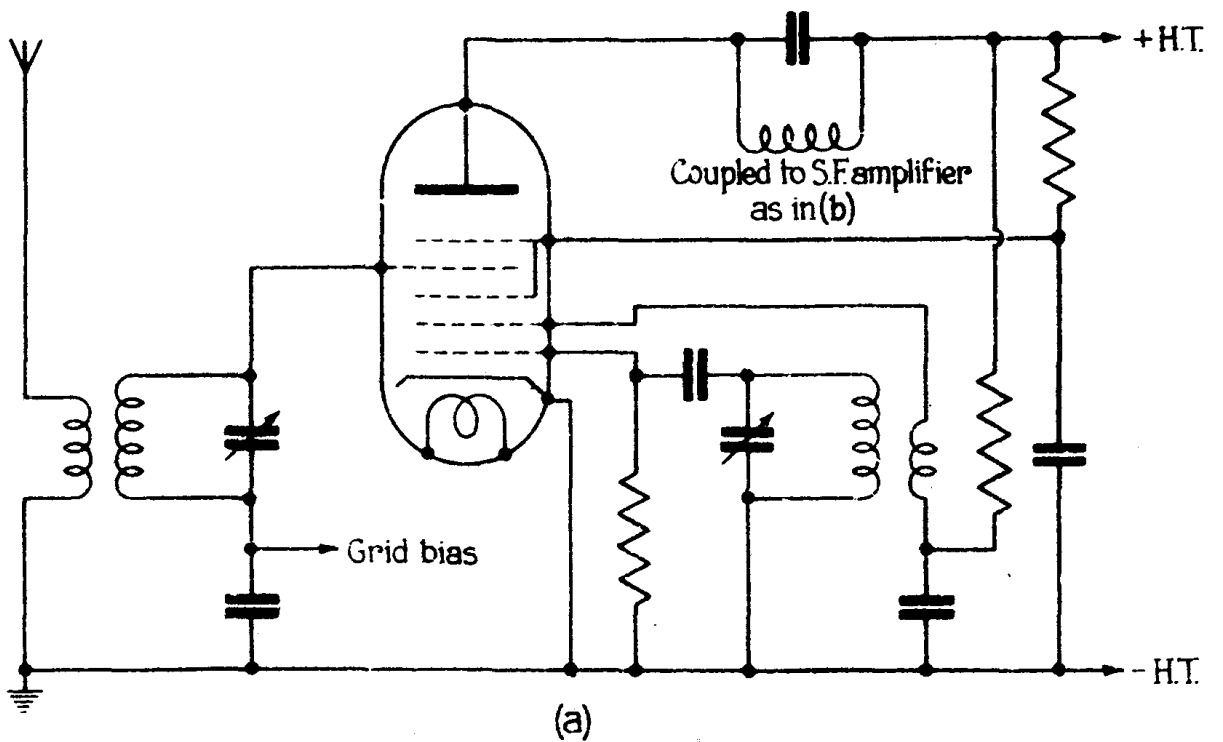 + H.T.
Coupled to S.F. amplifier
as in (b)
Grid bias
- H.T.
(a)